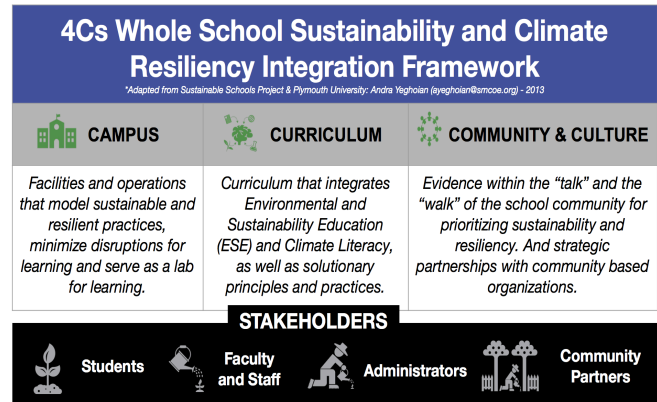 4Cs Whole School Sustainability and Climate
Resiliency Integration Framework
*Adapted from Sustainable Schools Project & Plymouth University: Andra Yeghoian (ayeghoian@smcoe.org) - 2013
CAMPUS
Facilities and operations
that model sustainable and
resilient practices,
minimize disruptions for
learning and serve as a lab
for learning.
CURRICULUM
Curriculum that integrates
Environmental and
Sustainability Education
(ESE) and Climate Literacy,
as well as solutionary
principles and practices.
COMMUNITY & CULTURE
Evidence within the “talk” and the
“walk” of the school community for
prioritizing sustainability and
resiliency. And strategic
partnerships with community based
organizations.
STAKEHOLDERS
Students
Faculty
and Staff
Administrators
Community
Partners